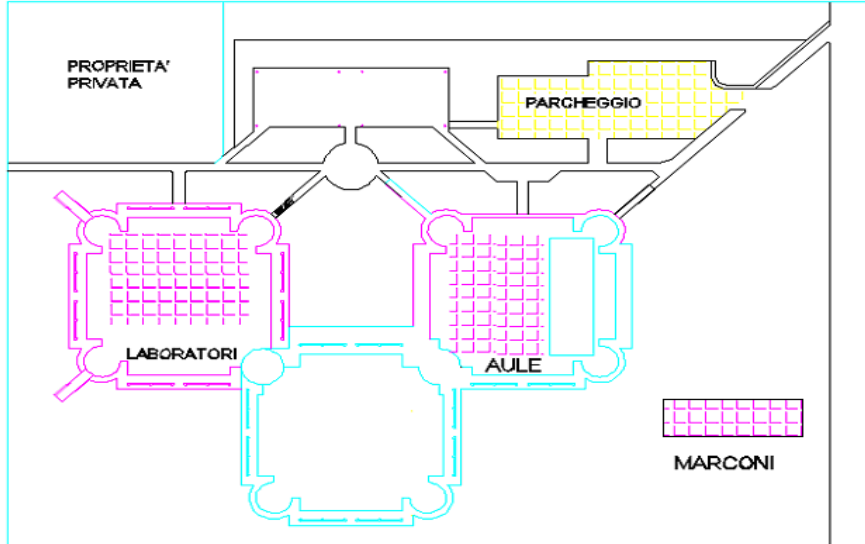 PROPRIETA'
PRIVATA
PARCHEGGIO
LABORATORI
AULE
MARCONI